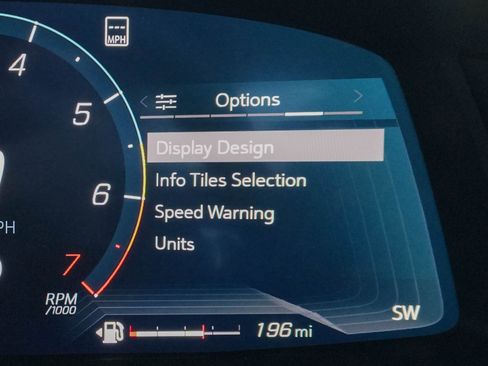 4
MPH
Options
5
Display Design
Info Tiles Selection
6
Speed Warning
PH
Units
7
RPM
/1000
SW
196 mi